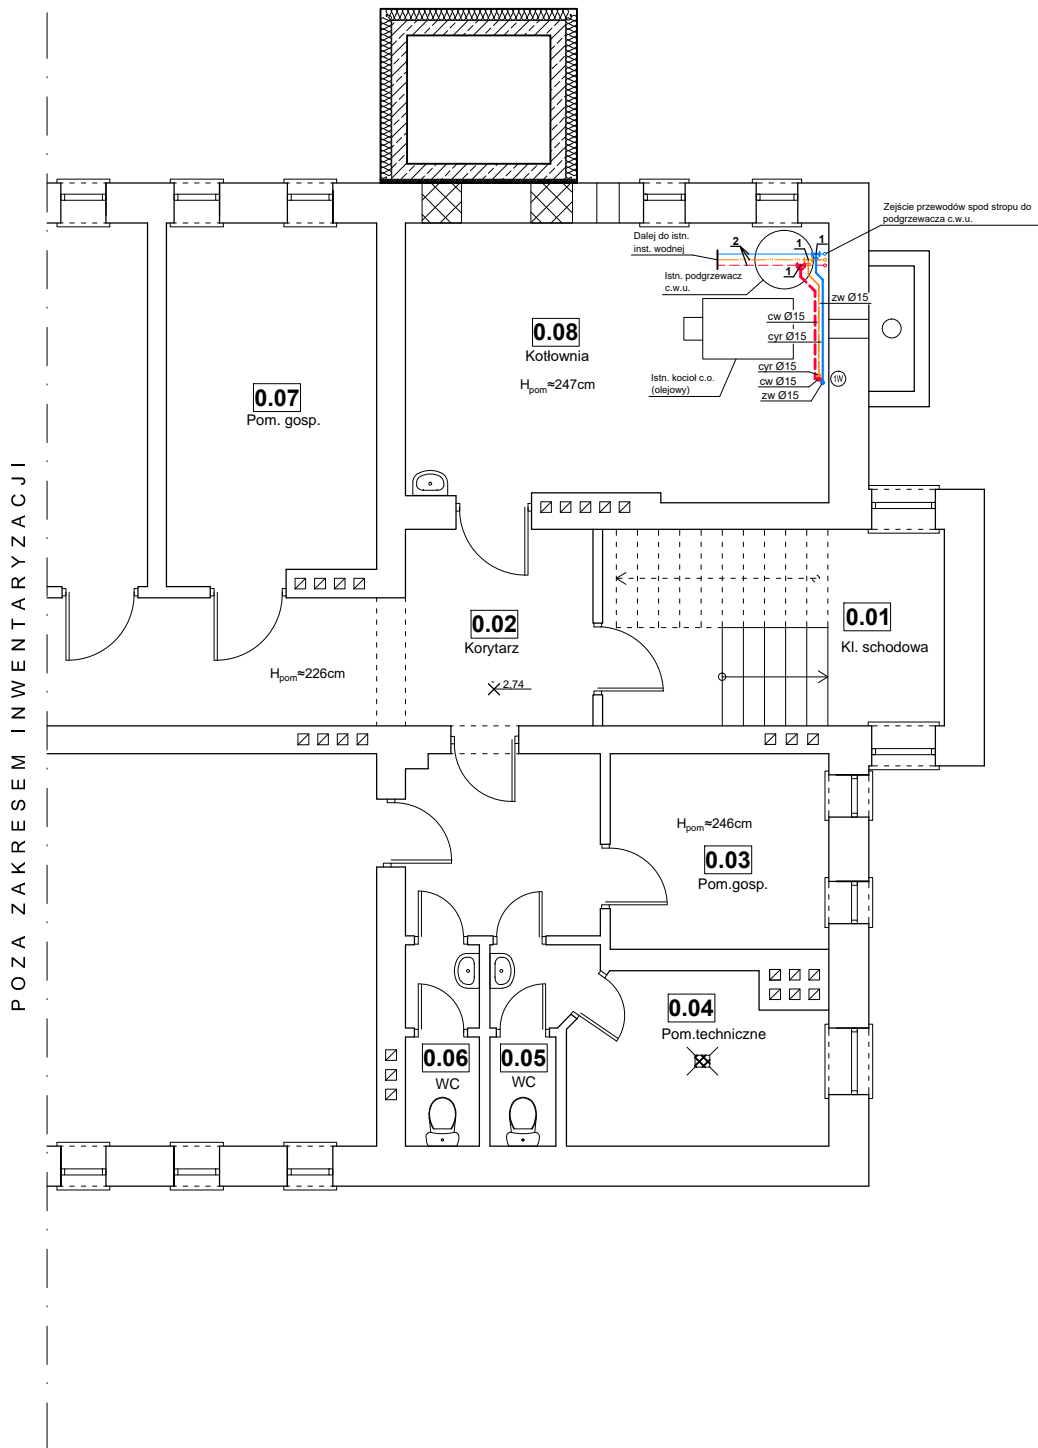 Zejście przewodów spod stropu do
podgrzewacza c.w.u.
Dalej do istn.
inst. wodnej
2
1
1
1
Istn. podgrzewacz
c.w.u.
zw Ø15
cw Ø15
cyr Ø15
0.08
Kotłownia
Hpom≈247cm
Istn. kocioł c.o.
(olejowy)
cyr Ø15
cw Ø15
zw Ø15
1W
0.07
Pom. gosp.
0.02
Korytarz
0.01
Kl. schodowa
Hpom≈226cm
- 2,74
POZA ZAKRESEM INWENTARYZACJI
Hpom≈246cm
0.03
Pom.gosp.
0.04
Pom.techniczne
0.06
WC
0.05
WC